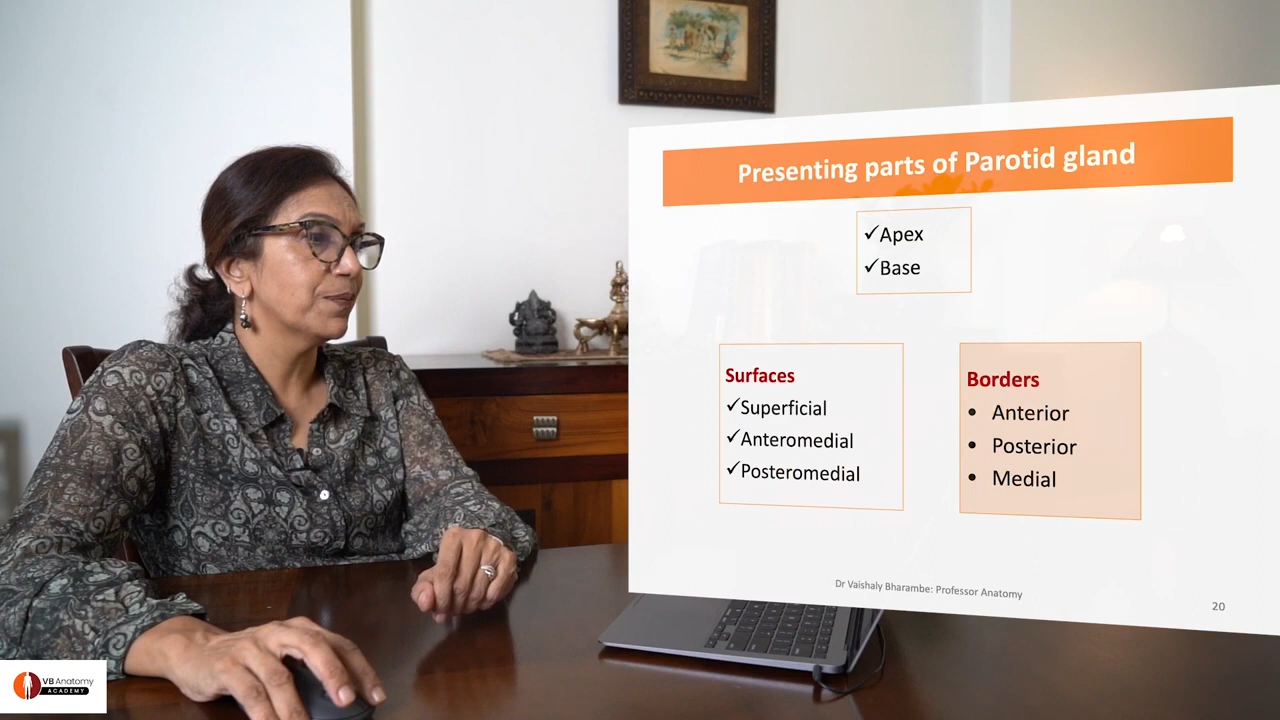 Presenting parts of Parotid gland
✓Apex
✓Base
Surfaces
✓Superficial
✓Anteromedial
✓Posteromedial
Borders
• Anterior
• Posterior
• Medial
Dr Vaishaly Bharambe: Professor Anatomy
20
VB Anatomy
ACADEMY